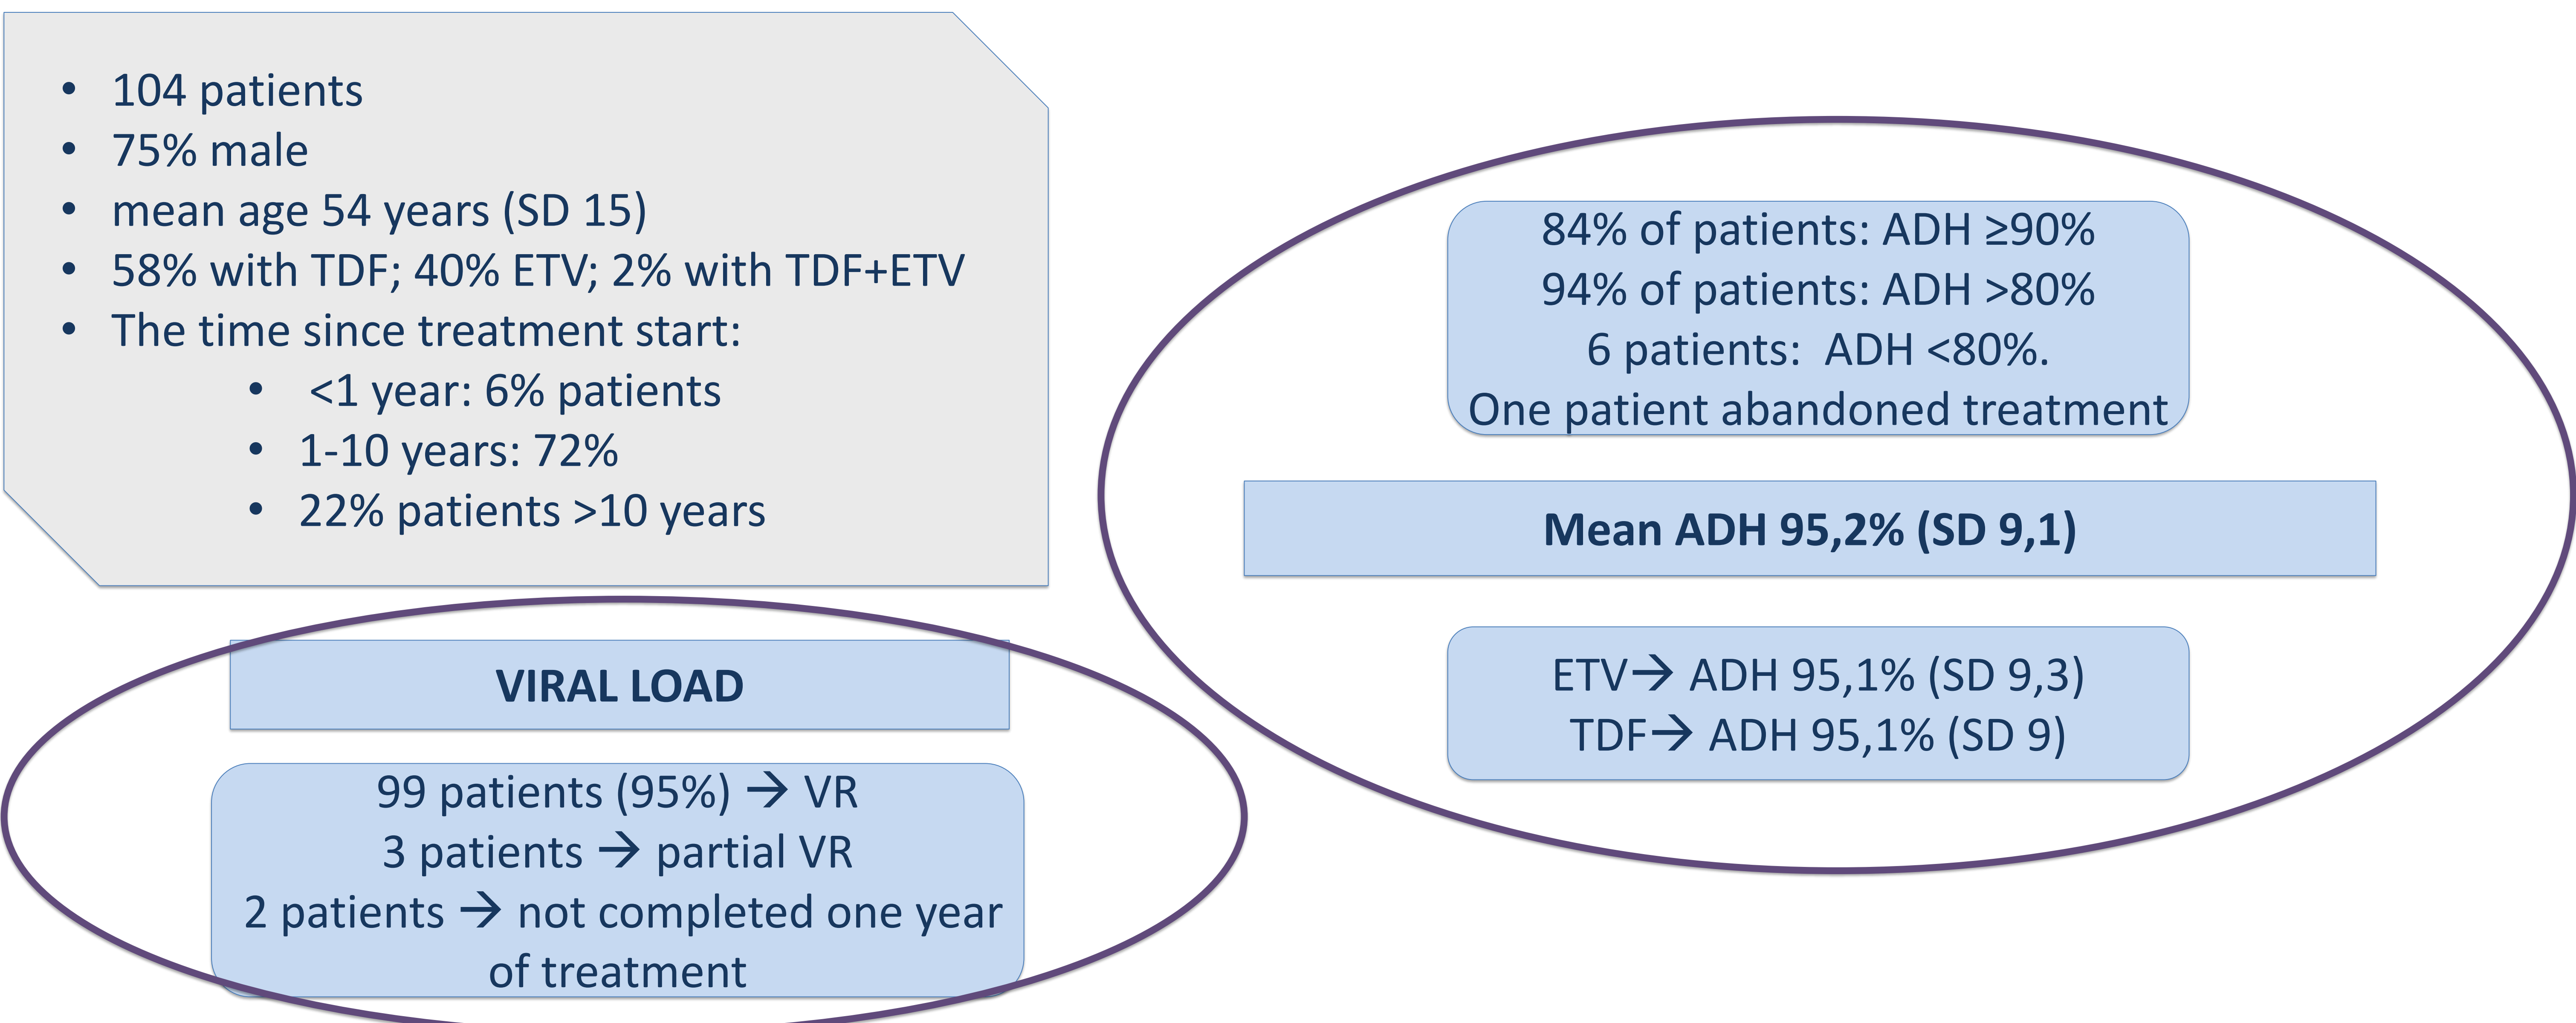 • 104 patients
• 75% male
• mean age 54 years (SD 15)
• 58% with TDF; 40% ETV; 2% with TDF+ETV
• The time since treatment start:
• <1 year: 6% patients
• 1-10 years: 72%
• 22% patients >10 years
VIRAL LOAD
99 patients (95%) → VR
3 patients → partial VR
2 patients → not completed one year
of treatment
84% of patients: ADH ≥90%
94% of patients: ADH >80%
6 patients:  ADH <80%.
One patient abandoned treatment
Mean ADH 95,2% (SD 9,1)
ETV→ ADH 95,1% (SD 9,3)
TDF→ ADH 95,1% (SD 9)